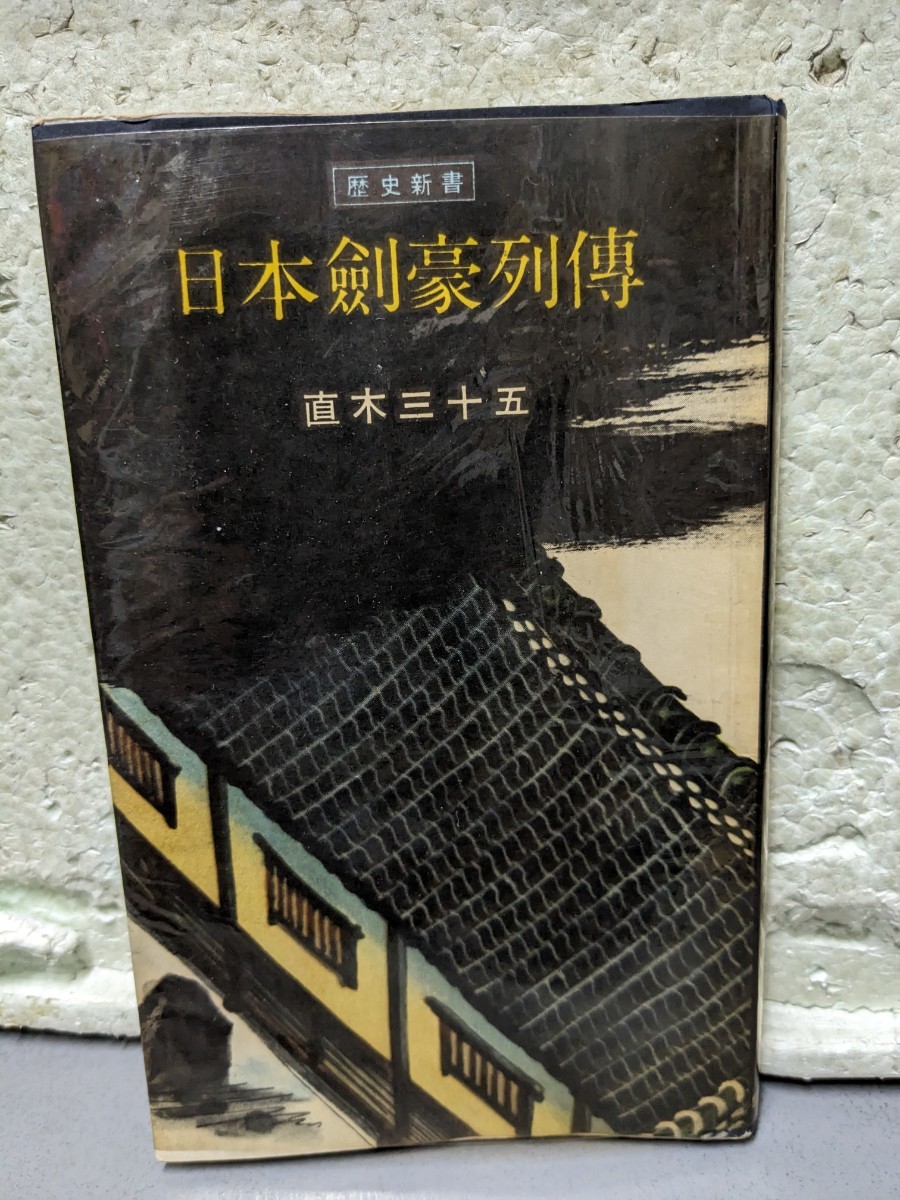 歴史新書
日本劍豪列傳
直木三十五